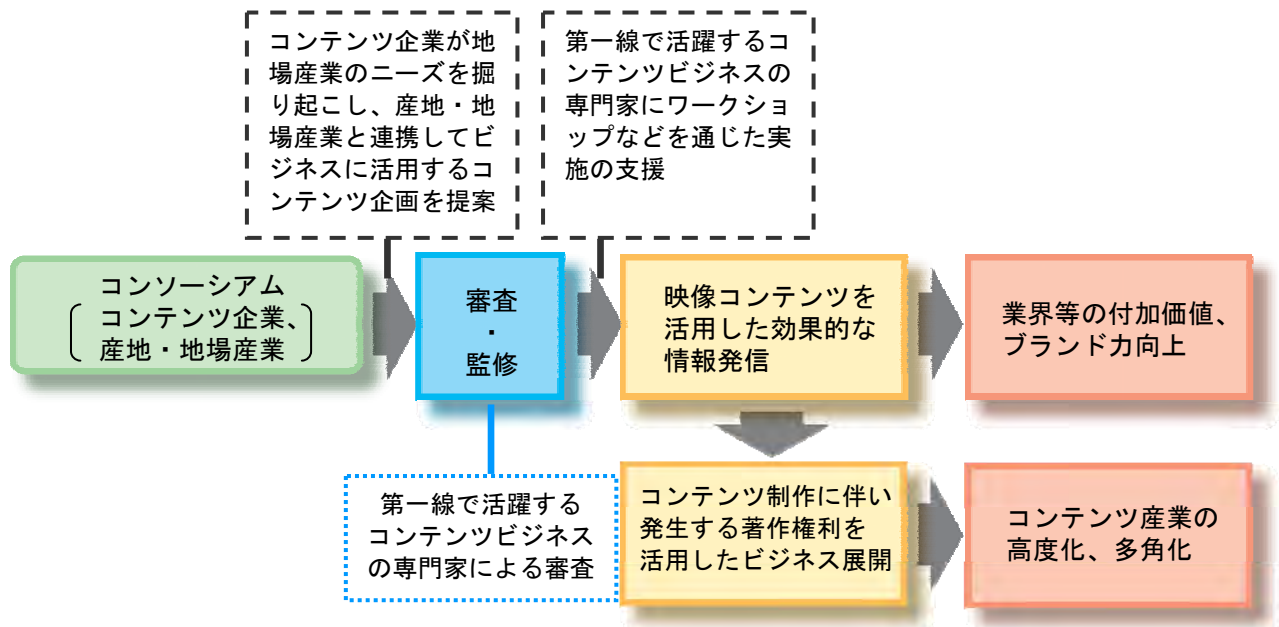 コンテンツ企業が地
場産業のニーズを掘
り起こし、産地・地
場産業と連携してビ
ジネスに活用するコ
ンテンツ企画を提案
第一線で活躍するコ
ンテンツビジネスの
専門家にワークショ
ップなどを通じた実
施の支援
コンソーシアム
コンテンツ企業、
産地・地場産業
審査
・
監修
映像コンテンツを
活用した効果的な
情報発信
業界等の付加価値、
ブランド力向上
第一線で活躍する
コンテンツビジネス
の専門家による審査
コンテンツ制作に伴い
発生する著作権利を
活用したビジネス展開
コンテンツ産業の
高度化、多角化